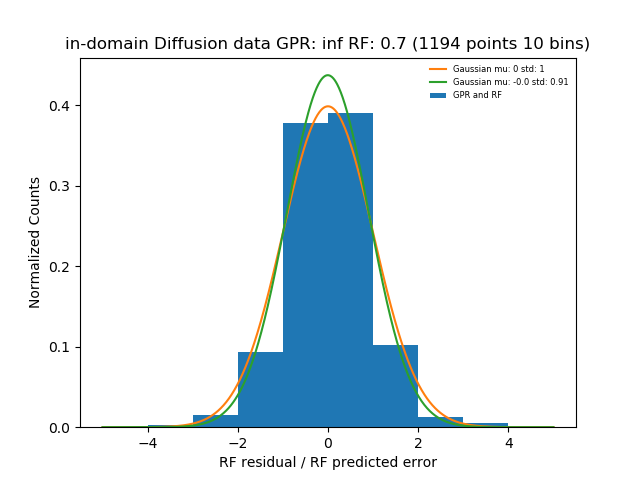 in-domain Diffusion data GPR: inf RF: 0.7 (1194 points 10 bins)
Gaussian mu: 0 std: 1
Gaussian mu: -0.0 std: 0.91
GPR and RF
Normalized Counts
0.4
0.3
0.2
0.1
0.0
−4 −2 0 2 4
RF residual / RF predicted error